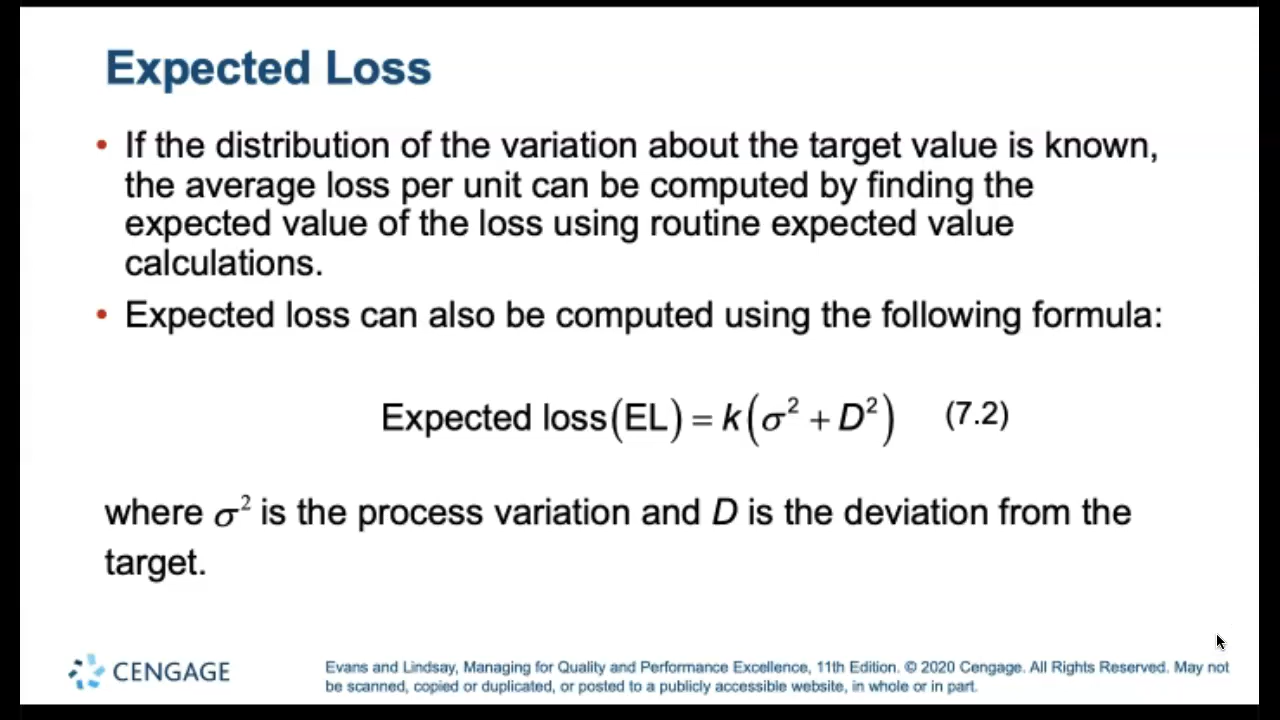 Expected Loss
• If the distribution of the variation about the target value is known,
the average loss per unit can be computed by finding the
expected value of the loss using routine expected value
calculations.
• Expected loss can also be computed using the following formula:
Expected loss(EL) = k(σ² + D²) (7.2)
where σ² is the process variation and D is the deviation from the
target.
CENGAGE
Evans and Lindsay, Managing for Quality and Performance Excellence, 11th Edition. © 2020 Cengage. All Rights Reserved. May not
be scanned, copied or duplicated, or posted to a publicly accessible website, in whole or in part.